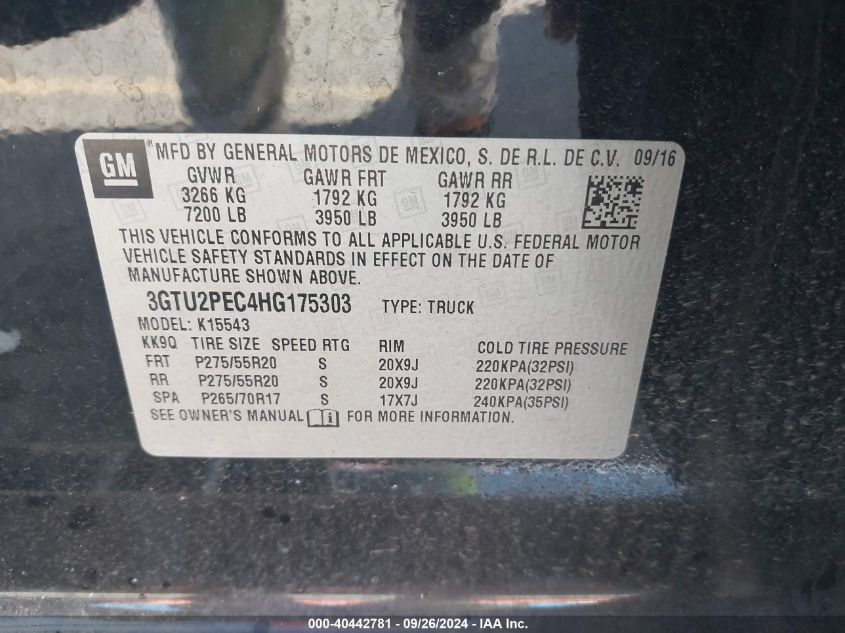 GM
® MFD BY GENERAL MOTORS DE MEXICO, S. DE R.L. DE C.V. 09/16
GVWR GAWR FRT GAWR RR
3266 KG 1792 KG 1792 KG
7200 LB 3950 LB 3950 LB
THIS VEHICLE CONFORMS TO ALL APPLICABLE U.S. FEDERAL MOTOR
VEHICLE SAFETY STANDARDS IN EFFECT ON THE DATE OF
MANUFACTURE SHOWN ABOVE.
3GTU2PEC4HG175303 TYPE: TRUCK
MODEL: K15543
KK9Q TIRE SIZE SPEED RTG RIM COLD TIRE PRESSURE
FRT P275/55R20 S 20X9J 220KPA(32PSI)
RR P275/55R20 S 20X9J 220KPA(32PSI)
SPA P265/70R17 S 17X7J 240KPA(35PSI)
SEE OWNER'S MANUAL i FOR MORE INFORMATION.
000-40442781 - 09/26/2024 - IAA Inc.